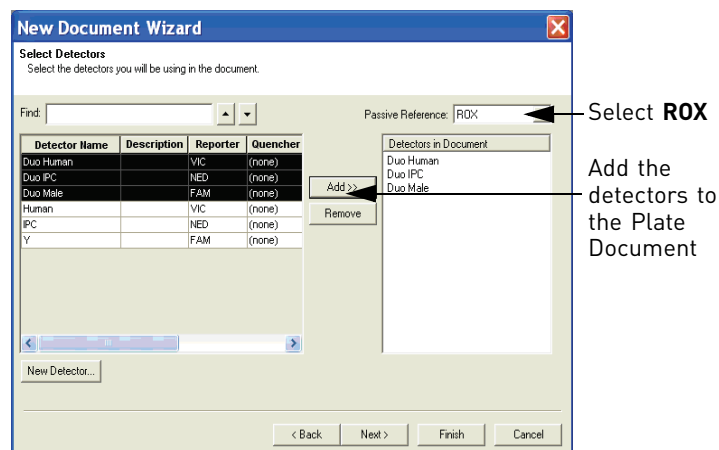 New Document Wizard
Select Detectors
Select the detectors you will be using in the document.
Find:
Passive Reference: ROX
Select ROX
Detector Name Description Reporter Quencher
Duo Human VIC (none)
Duo IPC NED (none)
Duo Male FAM (none)
Human VIC (none)
IPC NED (none)
Y FAM (none)
Add >>
Remove
Detectors in Document
Duo Human
Duo IPC
Duo Male
Add the
detectors to
the Plate
Document
New Detector...
< Back Next > Finish Cancel